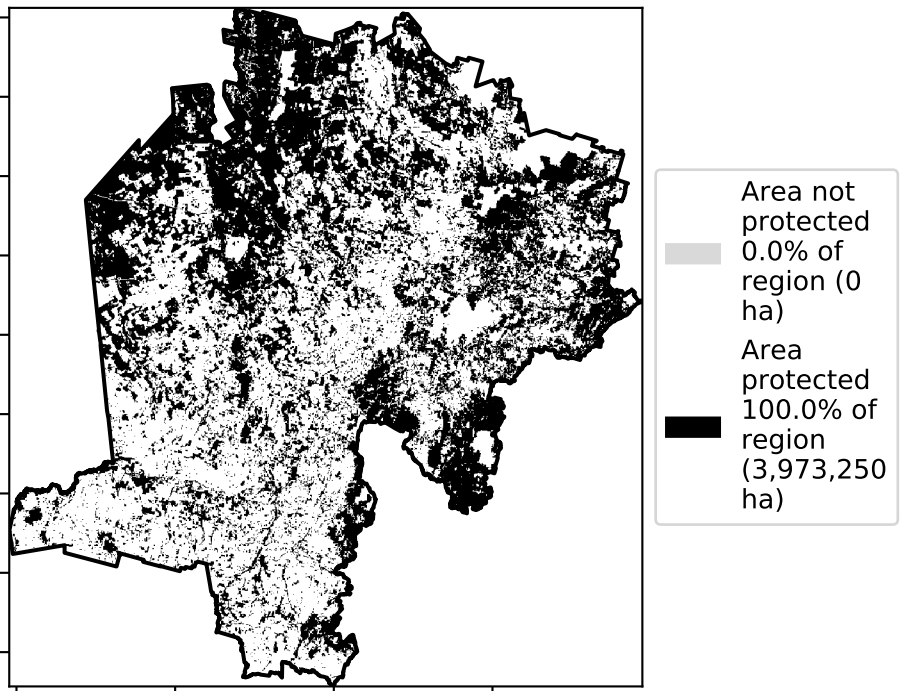 Area not
protected
0.0% of
region (0
ha)
Area
protected
100.0% of
region
(3,973,250
ha)